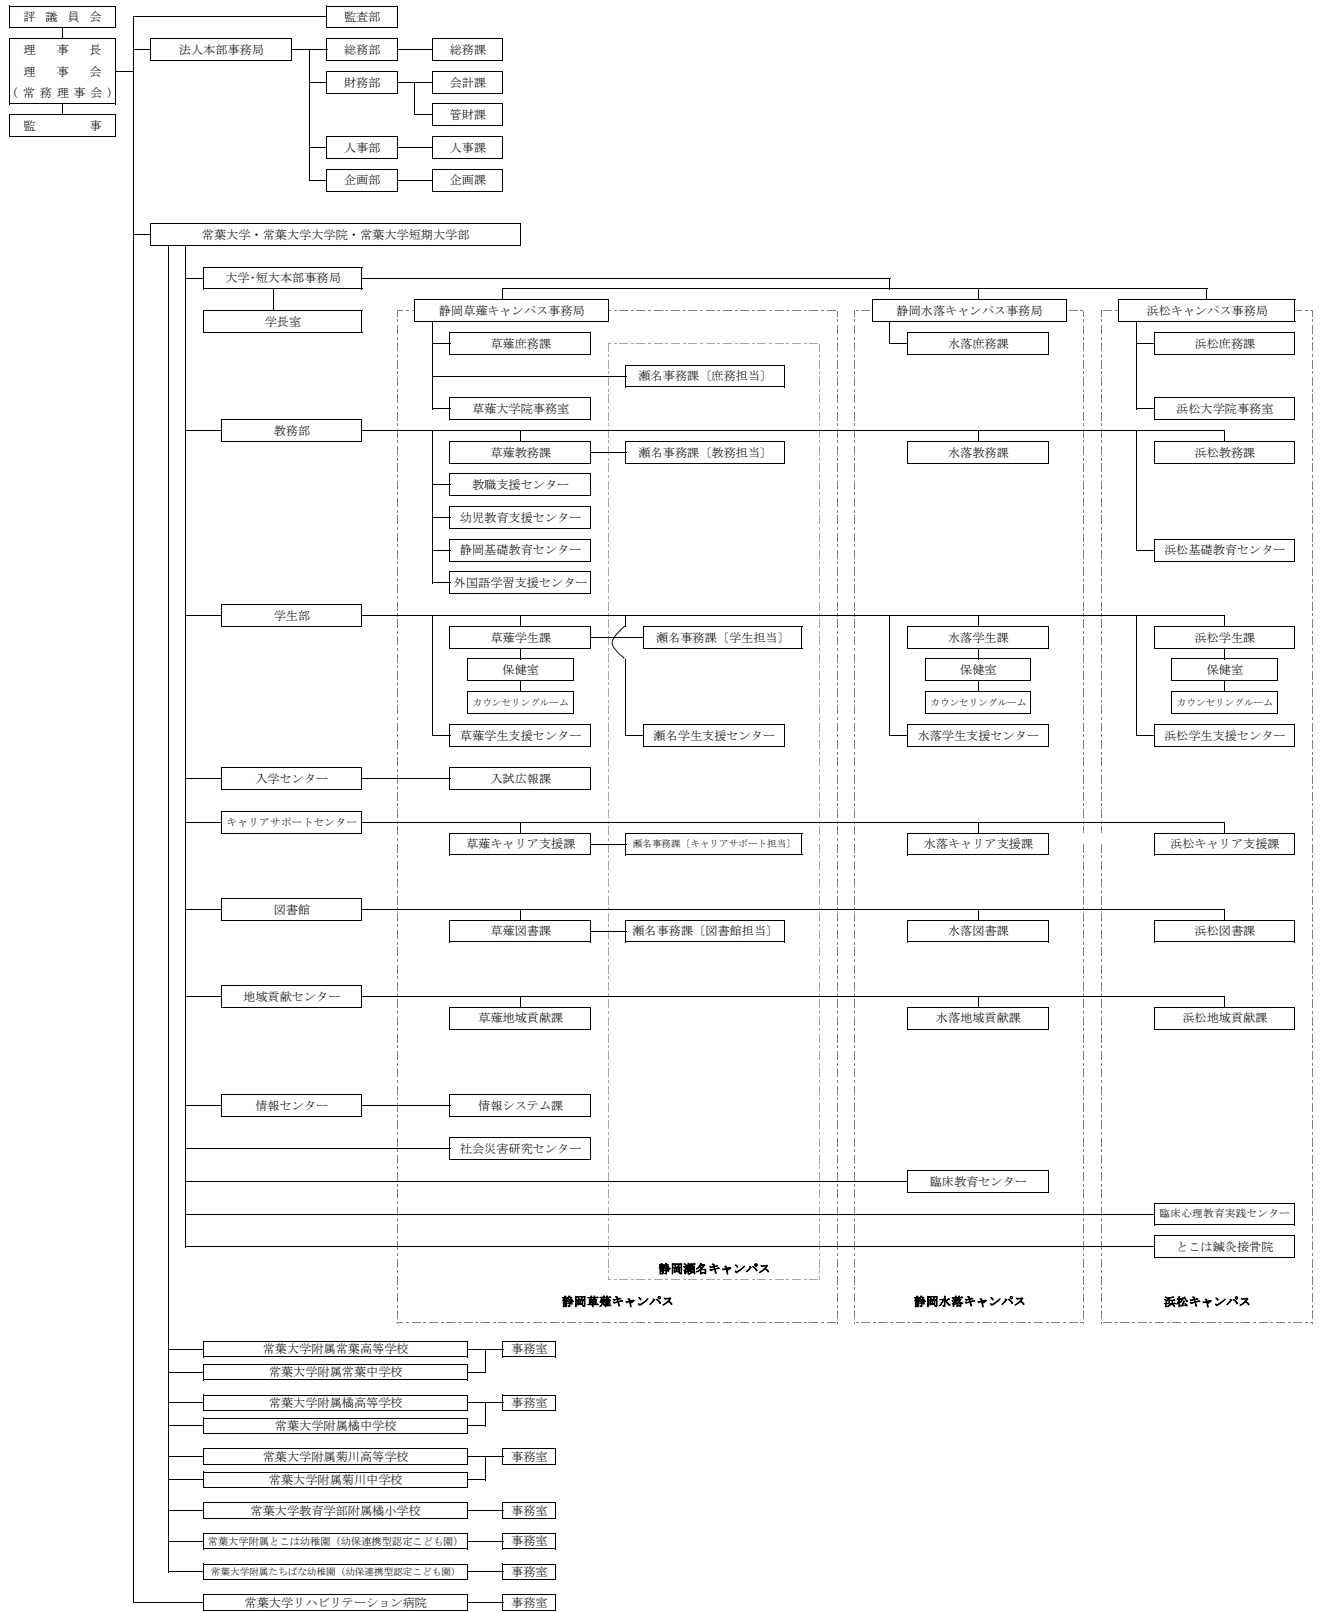 評議員会
監査部
理事長
理事会
(常務理事会)
法人本部事務局
総務部
総務課
財務部
会計課
管財課
監事
人事部
人事課
企画部
企画課
常葉大学・常葉大学大学院・常葉大学短期大学部
大学・短大本部事務局
学長室
静岡草薙キャンパス事務局
静岡水落キャンパス事務局
浜松キャンパス事務局
草薙庶務課
水落庶務課
浜松庶務課
瀬名事務課〔庶務担当〕
草薙大学院事務室
浜松大学院事務室
教務部
草薙教務課
瀬名事務課〔教務担当〕
水落教務課
浜松教務課
教職支援センター
幼児教育支援センター
静岡基礎教育センター
浜松基礎教育センター
外国語学習支援センター
学生部
草薙学生課
瀬名事務課〔学生担当〕
水落学生課
浜松学生課
保健室
保健室
保健室
カウンセリングルーム
カウンセリングルーム
カウンセリングルーム
草薙学生支援センター
瀬名学生支援センター
水落学生支援センター
浜松学生支援センター
入学センター
入試広報課
キャリアサポートセンター
草薙キャリア支援課
瀬名事務課〔キャリアサポート担当〕
水落キャリア支援課
浜松キャリア支援課
図書館
草薙図書課
瀬名事務課〔図書館担当〕
水落図書課
浜松図書課
地域貢献センター
草薙地域貢献課
水落地域貢献課
浜松地域貢献課
情報センター
情報システム課
社会災害研究センター
臨床教育センター
臨床心理教育実践センター
とこは鍼灸接骨院
静岡瀬名キャンパス
静岡草薙キャンパス
静岡水落キャンパス
浜松キャンパス
常葉大学附属常葉高等学校
事務室
常葉大学附属常葉中学校
常葉大学附属橘高等学校
事務室
常葉大学附属橘中学校
常葉大学附属菊川高等学校
事務室
常葉大学附属菊川中学校
常葉大学教育学部附属橘小学校
事務室
常葉大学附属とこは幼稚園（幼保連携型認定こども園）
事務室
常葉大学附属たちばな幼稚園（幼保連携型認定こども園）
事務室
常葉大学リハビリテーション病院
事務室